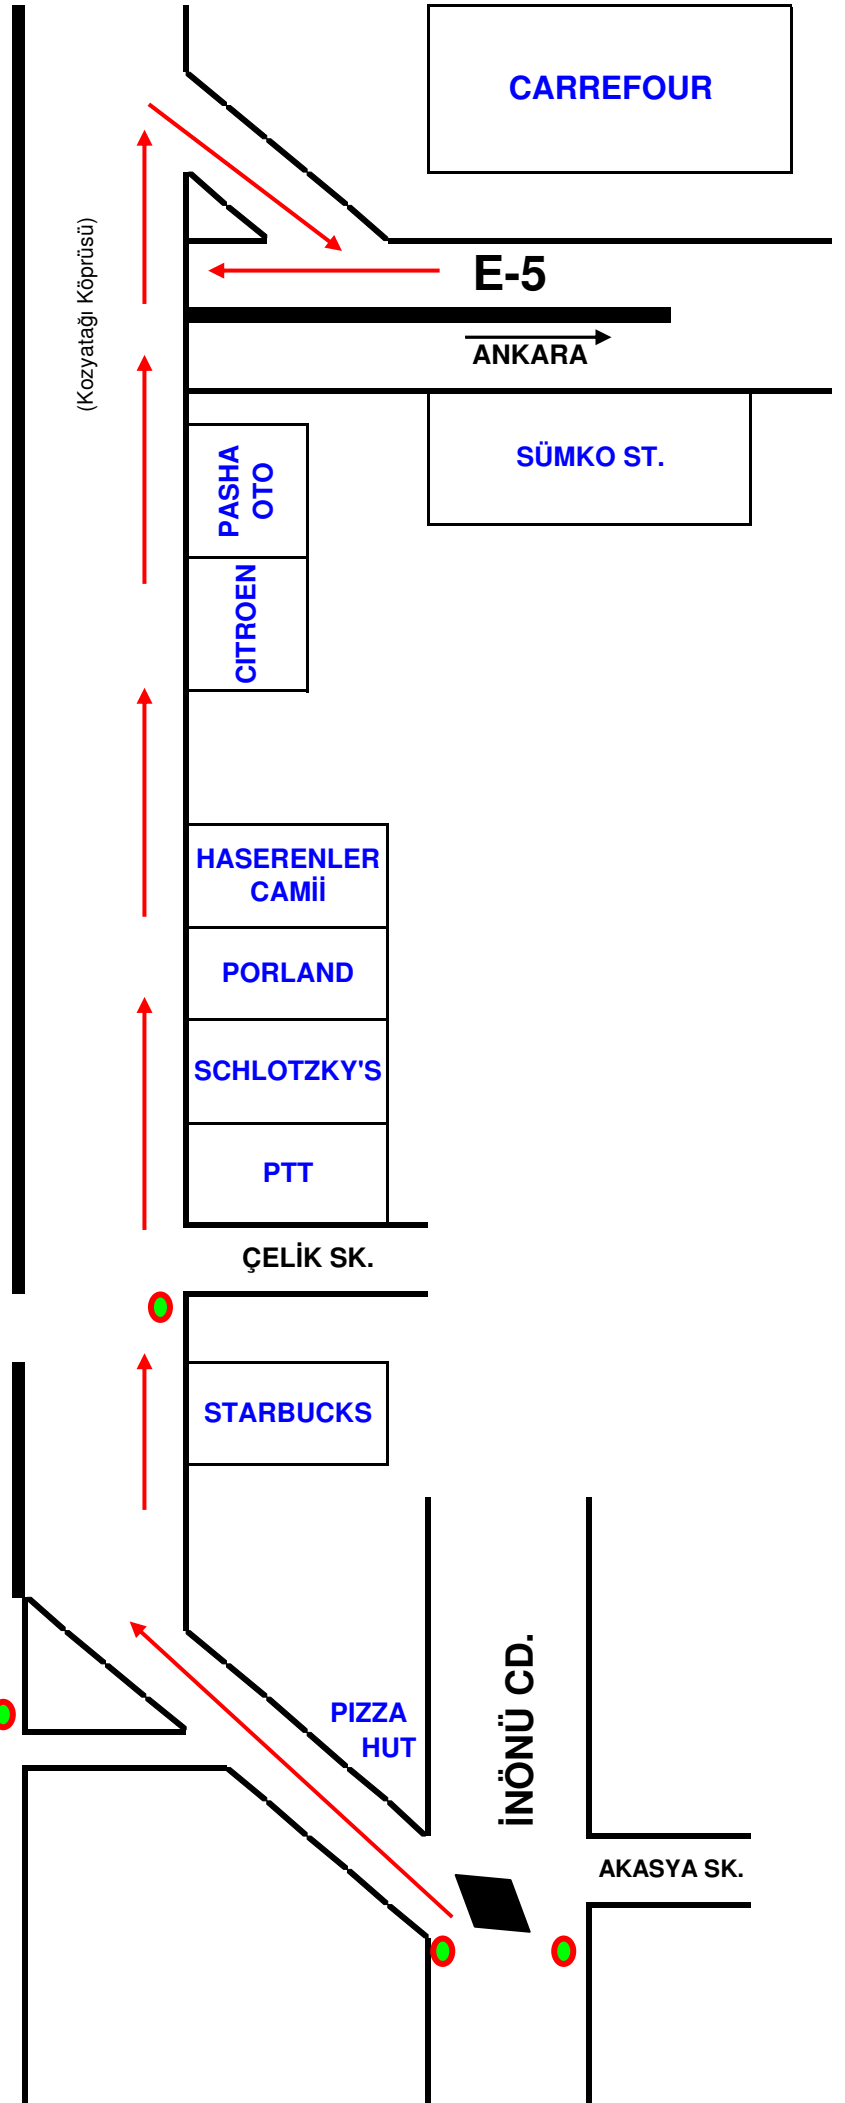 CARREFOUR
(Kozyatağı Köprüsü)
E-5
ANKARA
SÜMKO ST.
PASHA
OTO
CITROEN
HASERENLER
CAMİİ
PORLAND
SCHLOTZKY'S
PTT
ÇELİK SK.
STARBUCKS
PIZZA
HUT
İNÖNÜ CD.
AKASYA SK.